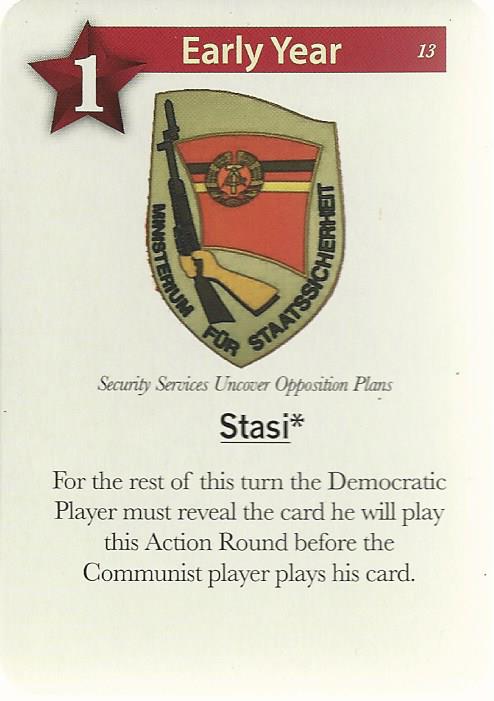 1 Early Year 13
MINISTERIUM FÜR STAATSSICHERHEIT
Security Services Uncover Opposition Plans
Stasi*
For the rest of this turn the Democratic
Player must reveal the card he will play
this Action Round before the
Communist player plays his card.